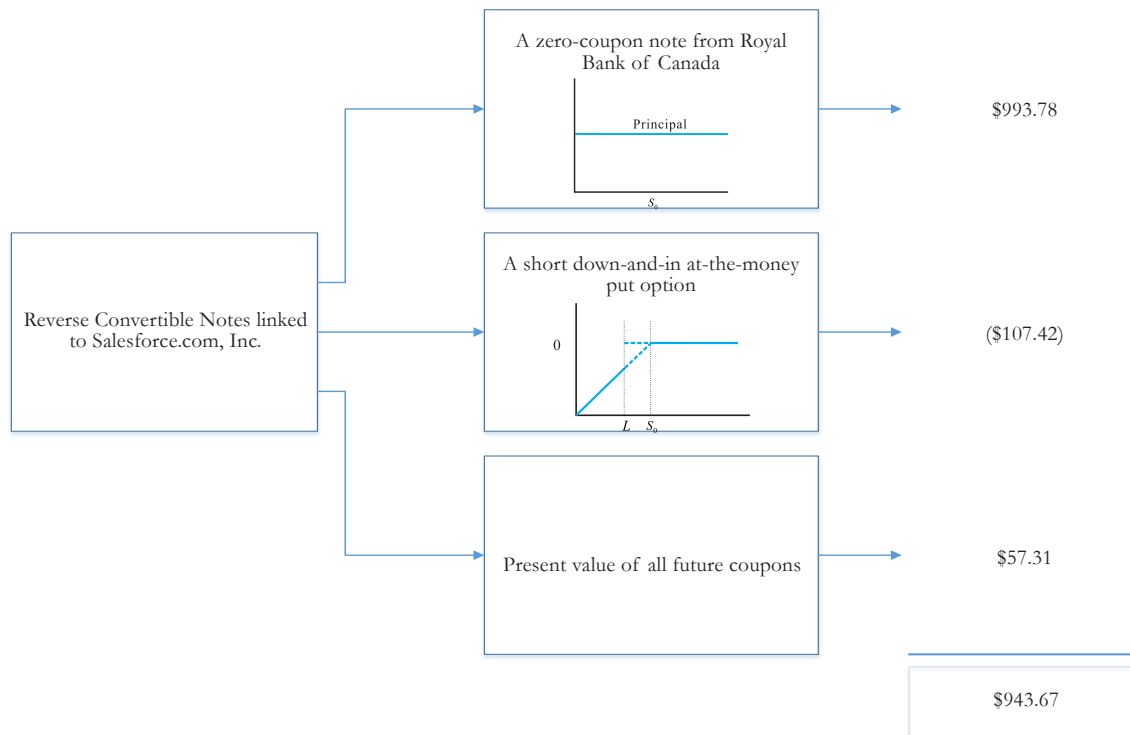 A zero-coupon note from Royal
Bank of Canada
Principal
S₀
$993.78
Reverse Convertible Notes linked
to Salesforce.com, Inc.
A short down-and-in at-the-money
put option
0
L S₀
($107.42)
Present value of all future coupons
$57.31
$943.67